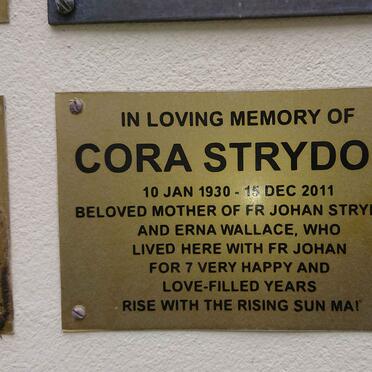 IN LOVING MEMORY OF
CORA STRYDO
10 JAN 1930 - 15 DEC 2011
BELOVED MOTHER OF FR JOHAN STRY
AND ERNA WALLACE, WHO
LIVED HERE WITH FR JOHAN
FOR 7 VERY HAPPY AND
LOVE-FILLED YEARS
RISE WITH THE RISING SUN MA!